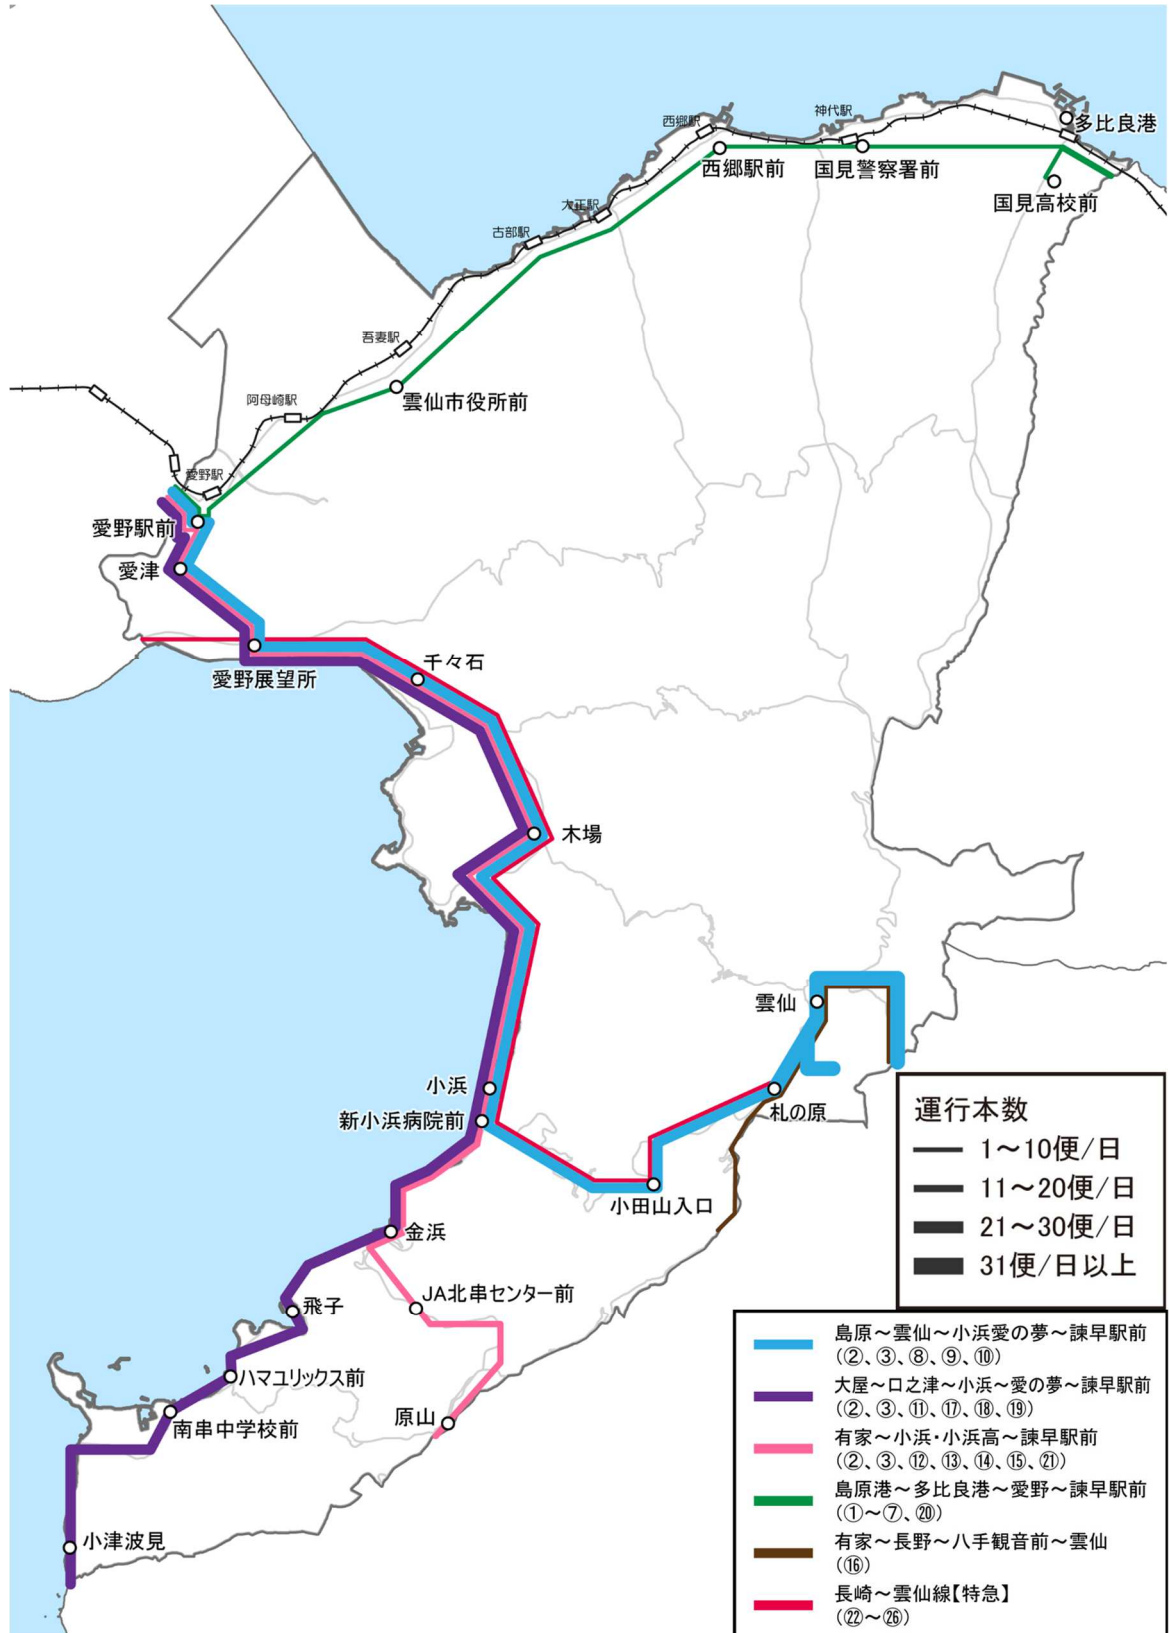 神代駅
西郷駅
多比良港
西郷駅前
国見警察署前
国見高校前
大正駅
古部駅
吾妻駅
雲仙市役所前
阿母崎駅
愛野駅
愛野駅前
愛津
千々石
愛野展望所
木場
雲仙
小浜
新小浜病院前
札の原
小田山入口
金浜
JA北串センター前
飛子
ハマユリックス前
南串中学校前
原山
小津波見
運行本数
1～10便/日
11～20便/日
21～30便/日
31便/日以上
島原～雲仙～小浜愛の夢～諫早駅前
(②、③、⑧、⑨、⑩)
大屋～口之津～小浜～愛の夢～諫早駅前
(②、③、⑪、⑰、⑱、⑲)
有家～小浜・小浜高～諫早駅前
(②、③、⑫、⑬、⑭、⑮、㉑)
島原港～多比良港～愛野～諫早駅前
(①～⑦、⑳)
有家～長野～八手観音前～雲仙
(⑯)
長崎～雲仙線【特急】
(㉒～㉖)